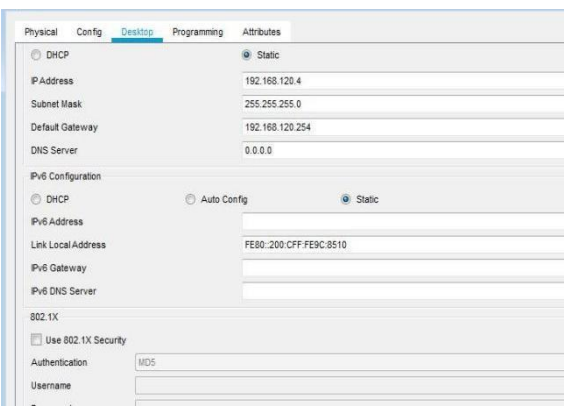 Physical Config Desktop Programming Attributes
DHCP Static
IP Address 192.168.120.4
Subnet Mask 255.255.255.0
Default Gateway 192.168.120.254
DNS Server 0.0.0.0
IPv6 Configuration
DHCP Auto Config Static
IPv6 Address
Link Local Address FE80::200:CFF:FE9C:8510
IPv6 Gateway
IPv6 DNS Server
802.1X
Use 802.1X Security
Authentication MD5
Username